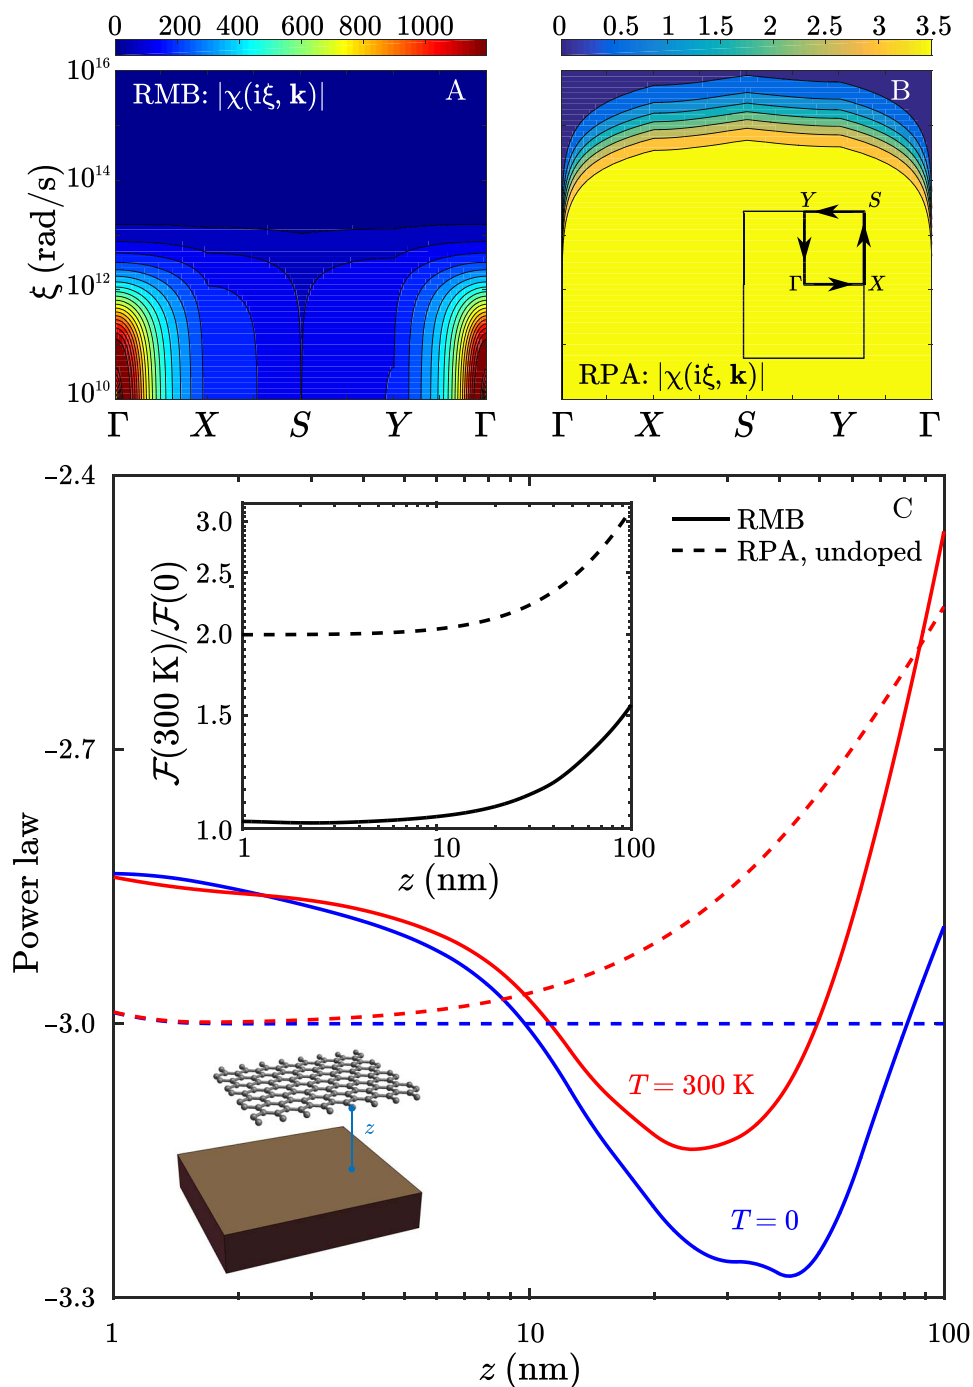 0 200 400 600 800 1000
0 0.5 1 1.5 2 2.5 3 3.5
10^16
10^14
10^12
10^10
ξ (rad/s)
RMB: |χ(iξ, k)|
A
Γ X S Y Γ
B
Y S
Γ X
RPA: |χ(iξ, k)|
Γ X S Y Γ
−2.4
−2.7
−3.0
−3.3
Power law
C
RMB
RPA, undoped
3.0
2.5
2.0
1.5
1.0
F(300 K)/F(0)
1 10 100
z (nm)
T = 300 K
T = 0
z
1 10 100
z (nm)